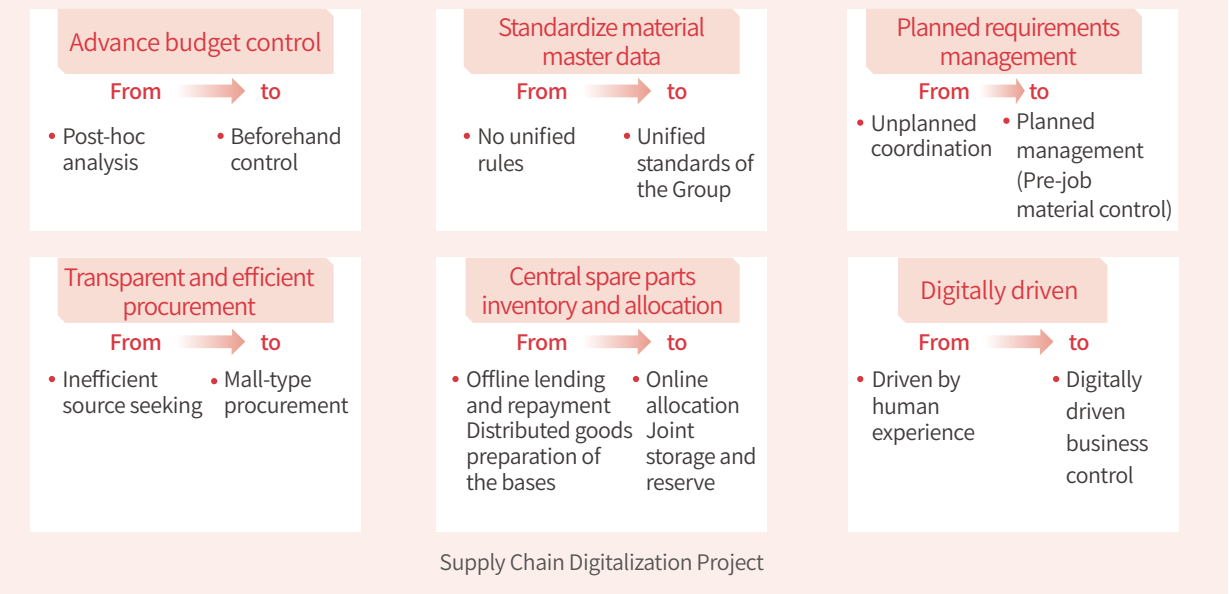 Advance budget control
From to
• Post-hoc
analysis
• Beforehand
control
Standardize material
master data
From to
• No unified
rules
• Unified
standards of
the Group
Planned requirements
management
From to
• Unplanned
coordination
• Planned
management
(Pre-job
material control)
Transparent and efficient
procurement
From to
• Inefficient
source seeking
• Mall-type
procurement
Central spare parts
inventory and allocation
From to
• Offline lending
and repayment
Distributed goods
preparation of
the bases
• Online
allocation
Joint
storage and
reserve
Digitally driven
From to
• Driven by
human
experience
• Digitally
driven
business
control
Supply Chain Digitalization Project